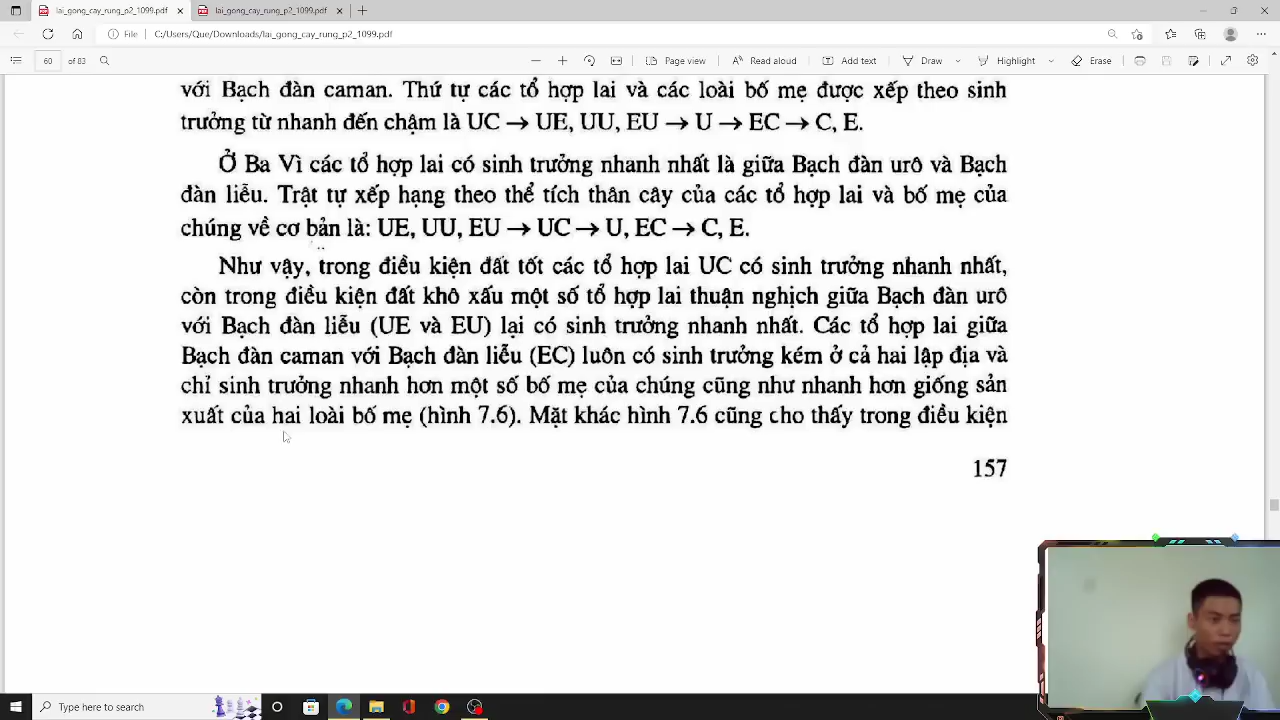 lai_gong_cay_rung_p2_1099.pdf
lai_gong_cay_rung_p2_1099.pdf
File C:/Users/Que/Downloads/lai_gong_cay_rung_p2_1099.pdf
60 of 83 Page view Read aloud Add text Draw Highlight Erase
với Bạch đàn caman. Thứ tự các tổ hợp lai và các loài bố mẹ được xếp theo sinh
trưởng từ nhanh đến chậm là UC → UE, UU, EU → U → EC → C, E.
Ở Ba Vì các tổ hợp lai có sinh trưởng nhanh nhất là giữa Bạch đàn urô và Bạch
đàn liễu. Trật tự xếp hạng theo thể tích thân cây của các tổ hợp lai và bố mẹ của
chúng về cơ bản là: UE, UU, EU → UC → U, EC → C, E.
Như vậy, trong điều kiện đất tốt các tổ hợp lai UC có sinh trưởng nhanh nhất,
còn trong điều kiện đất khô xấu một số tổ hợp lai thuận nghịch giữa Bạch đàn urô
với Bạch đàn liễu (UE và EU) lại có sinh trưởng nhanh nhất. Các tổ hợp lai giữa
Bạch đàn caman với Bạch đàn liễu (EC) luôn có sinh trưởng kém ở cả hai lập địa và
chỉ sinh trưởng nhanh hơn một số bố mẹ của chúng cũng như nhanh hơn giống sản
xuất của hai loài bố mẹ (hình 7.6). Mặt khác hình 7.6 cũng cho thấy trong điều kiện
157
Type here to search